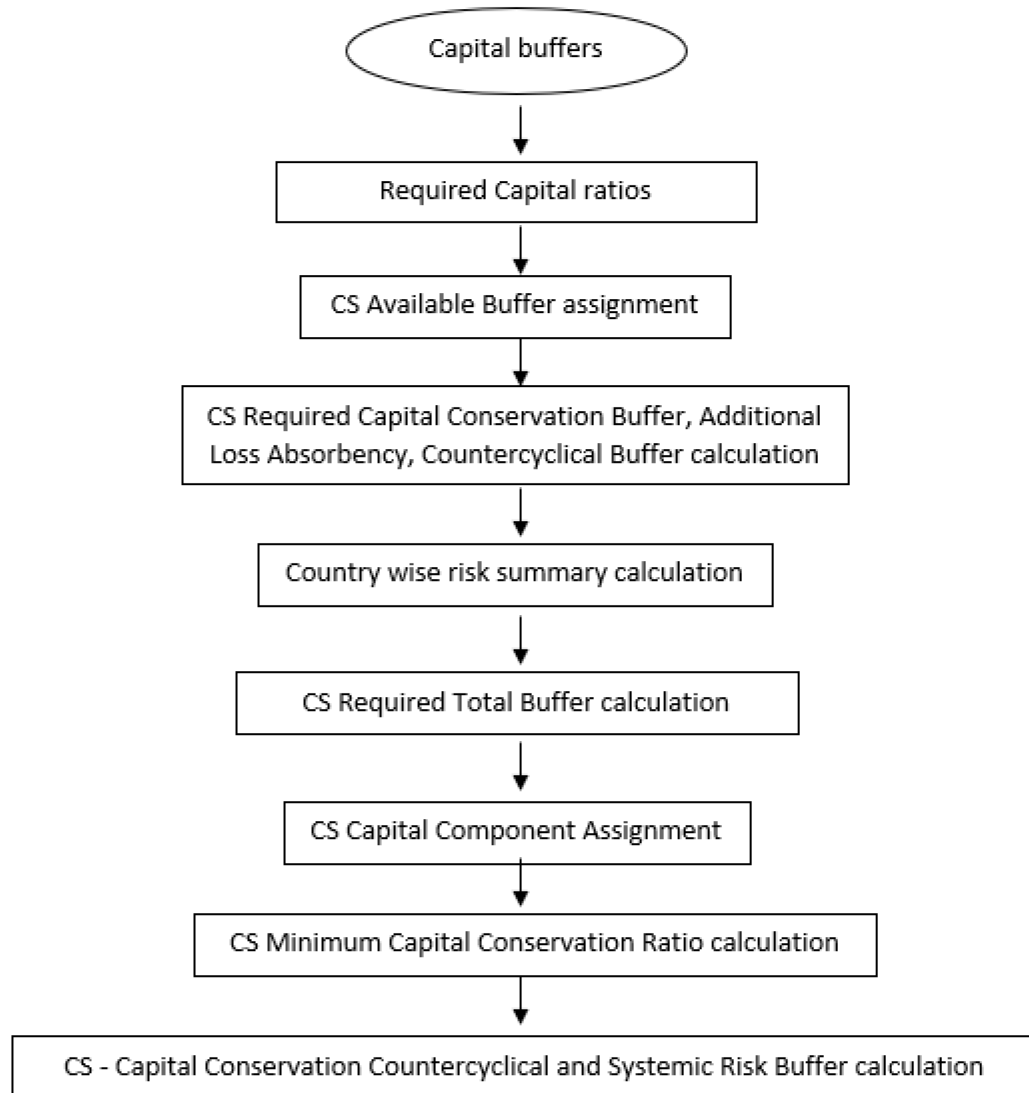 Capital buffers
Required Capital ratios
CS Available Buffer assignment
CS Required Capital Conservation Buffer, Additional
Loss Absorbency, Countercyclical Buffer calculation
Country wise risk summary calculation
CS Required Total Buffer calculation
CS Capital Component Assignment
CS Minimum Capital Conservation Ratio calculation
CS - Capital Conservation Countercyclical and Systemic Risk Buffer calculation